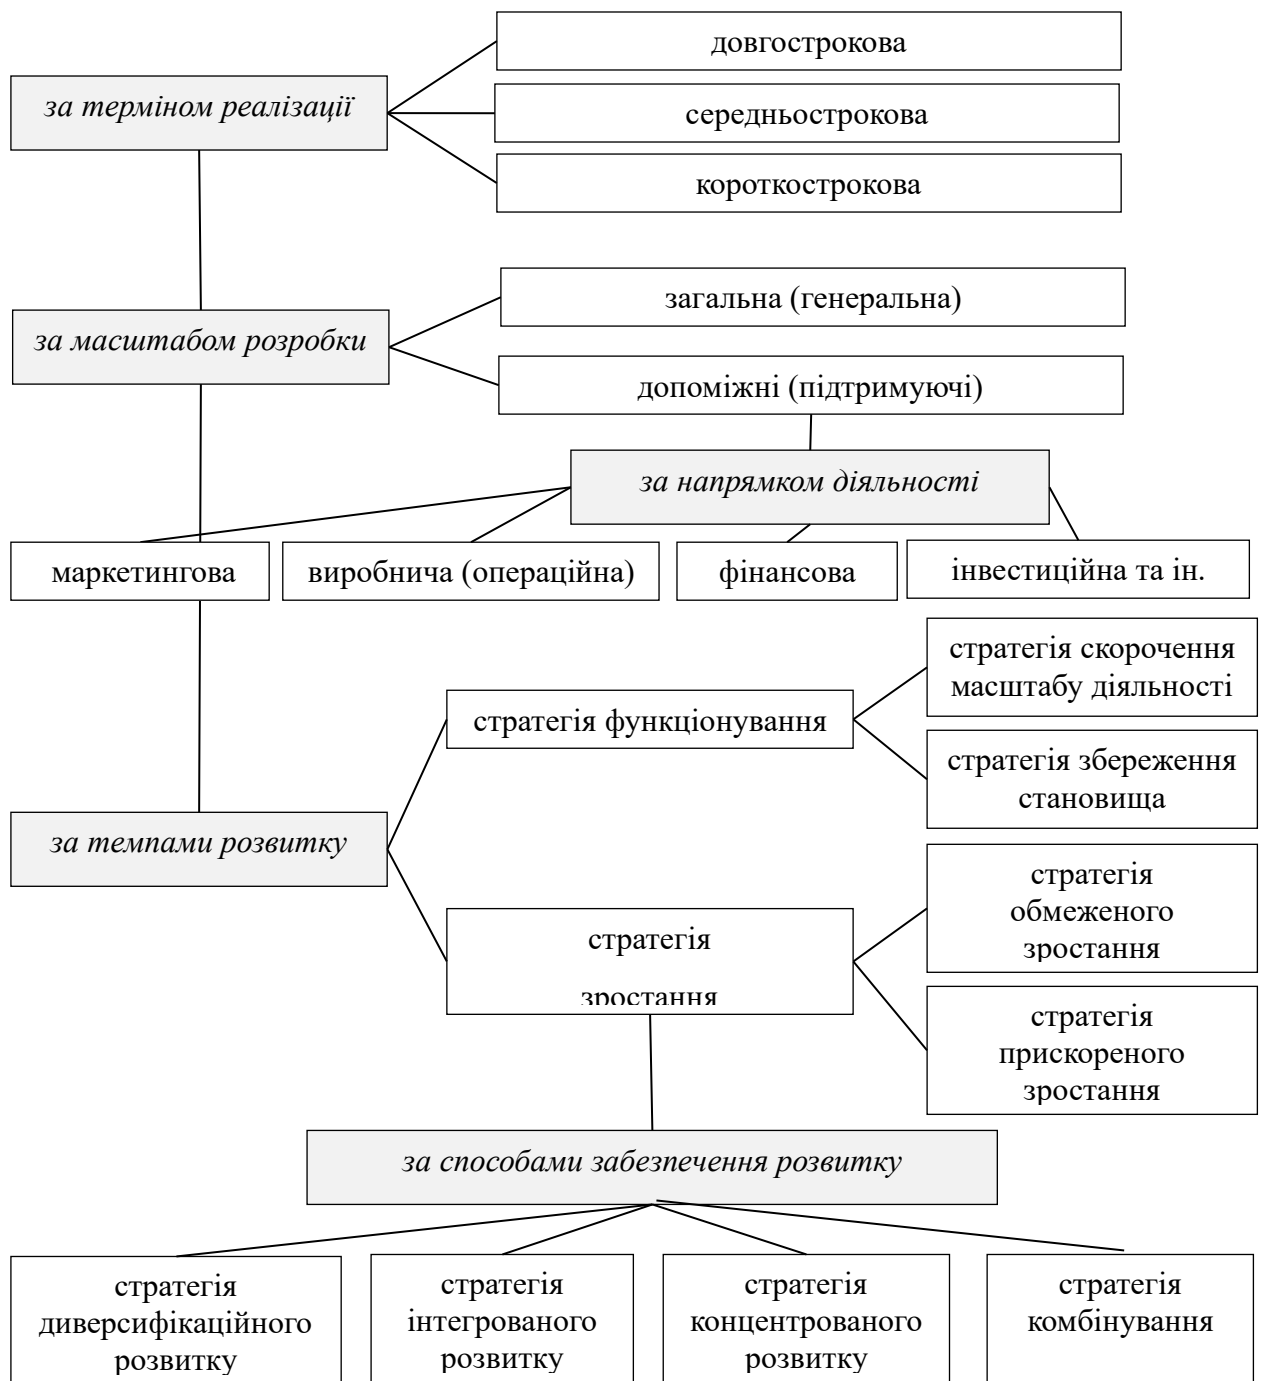 довгострокова
за терміном реалізації
середньострокова
короткострокова
загальна (генеральна)
за масштабом розробки
допоміжні (підтримуючі)
за напрямком діяльності
маркетингова
виробнича (операційна)
фінансова
інвестиційна та ін.
стратегія скорочення
масштабу діяльності
стратегія функціонування
стратегія збереження
становища
за темпами розвитку
стратегія
обмеженого
зростання
стратегія
зростання
стратегія
прискореного
зростання
за способами забезпечення розвитку
стратегія
диверсифікаційного
розвитку
стратегія
інтегрованого
розвитку
стратегія
концентрованого
розвитку
стратегія
комбінування